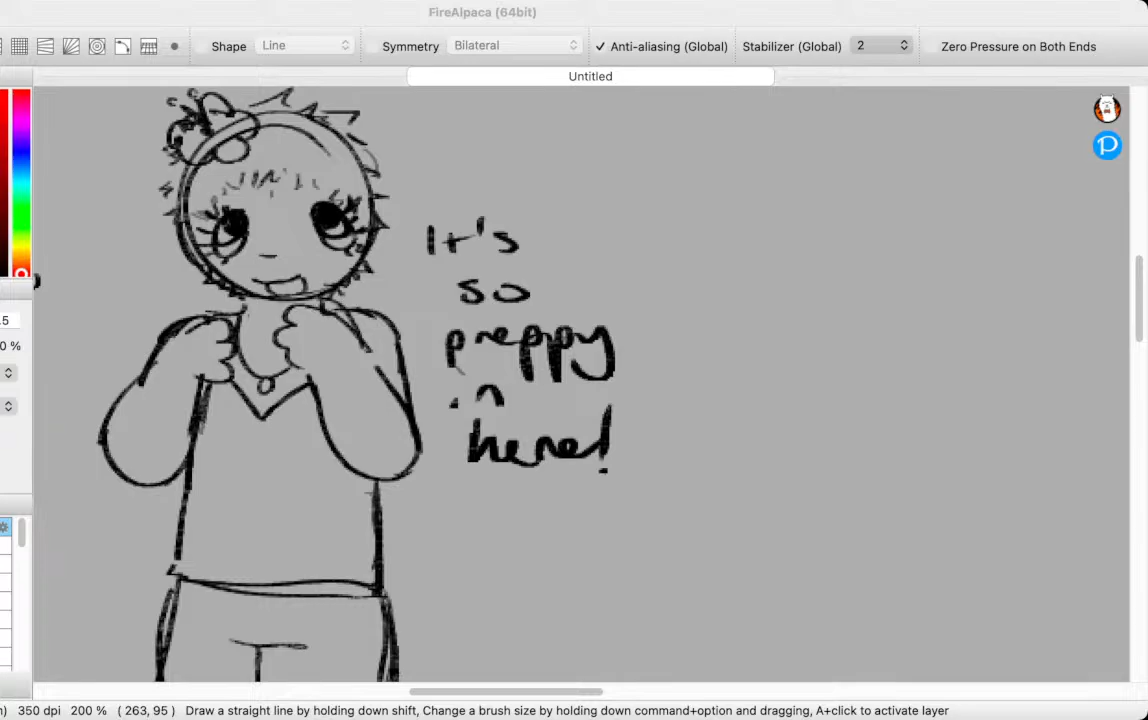 FireAlpaca (64bit)
Shape Line Symmetry Bilateral ✓ Anti-aliasing (Global) Stabilizer (Global) 2 Zero Pressure on Both Ends
Untitled
It's
so
preppy
in
here!
.5
0 %
350 dpi 200 % ( 263, 95 ) Draw a straight line by holding down shift, Change a brush size by holding down command+option and dragging, A+click to activate layer